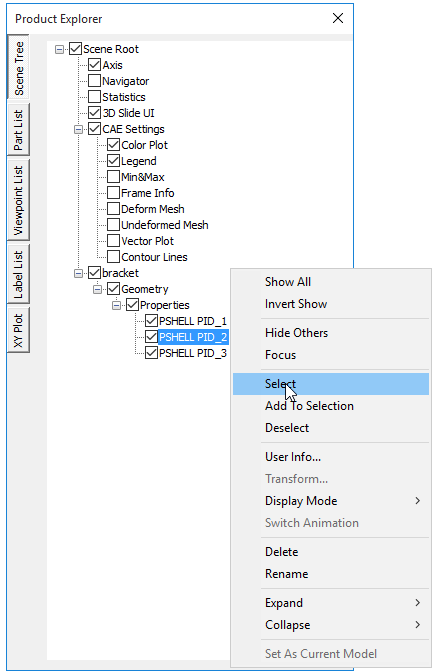 Product Explorer
Scene Tree
Part List
Viewpoint List
Label List
XY Plot
Scene Root
Axis
Navigator
Statistics
3D Slide UI
CAE Settings
Color Plot
Legend
Min&Max
Frame Info
Deform Mesh
Undeformed Mesh
Vector Plot
Contour Lines
bracket
Geometry
Properties
PSHELL PID_1
PSHELL PID_2
PSHELL PID_3
Show All
Invert Show
Hide Others
Focus
Select
Add To Selection
Deselect
User Info...
Transform...
Display Mode
Switch Animation
Delete
Rename
Expand
Collapse
Set As Current Model